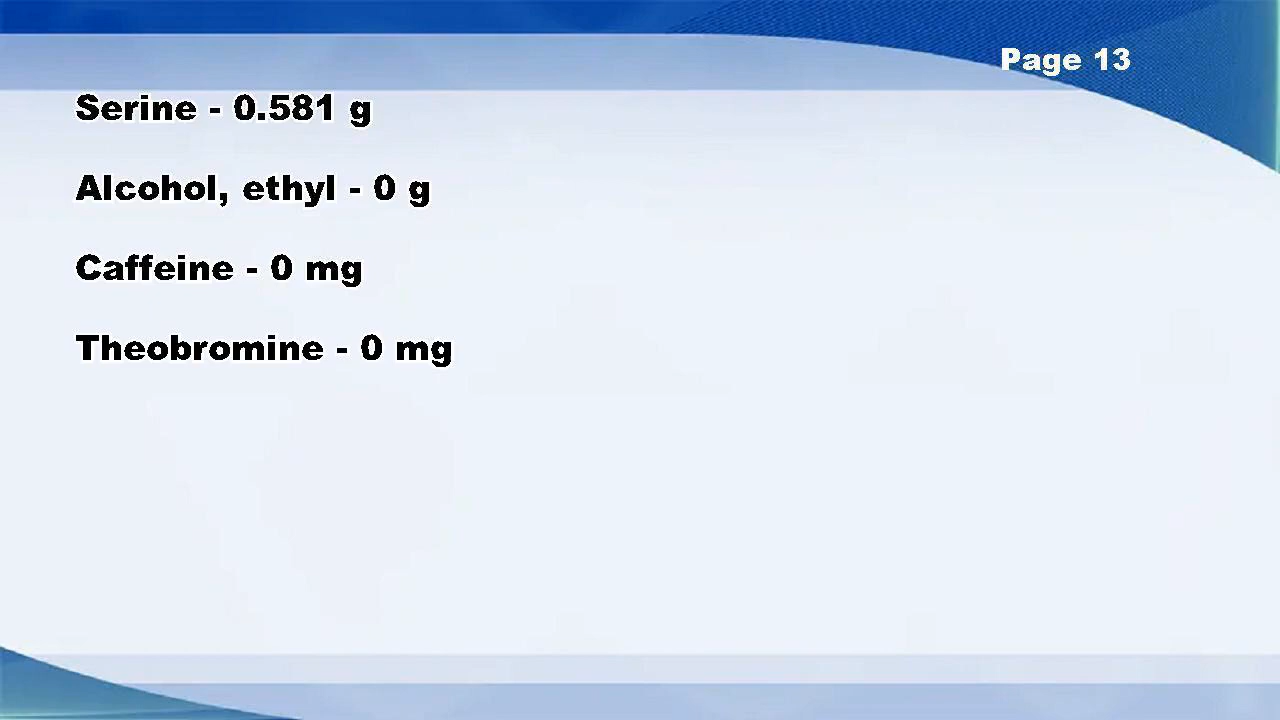 Page 13
Serine - 0.581 g
Alcohol, ethyl - 0 g
Caffeine - 0 mg
Theobromine - 0 mg